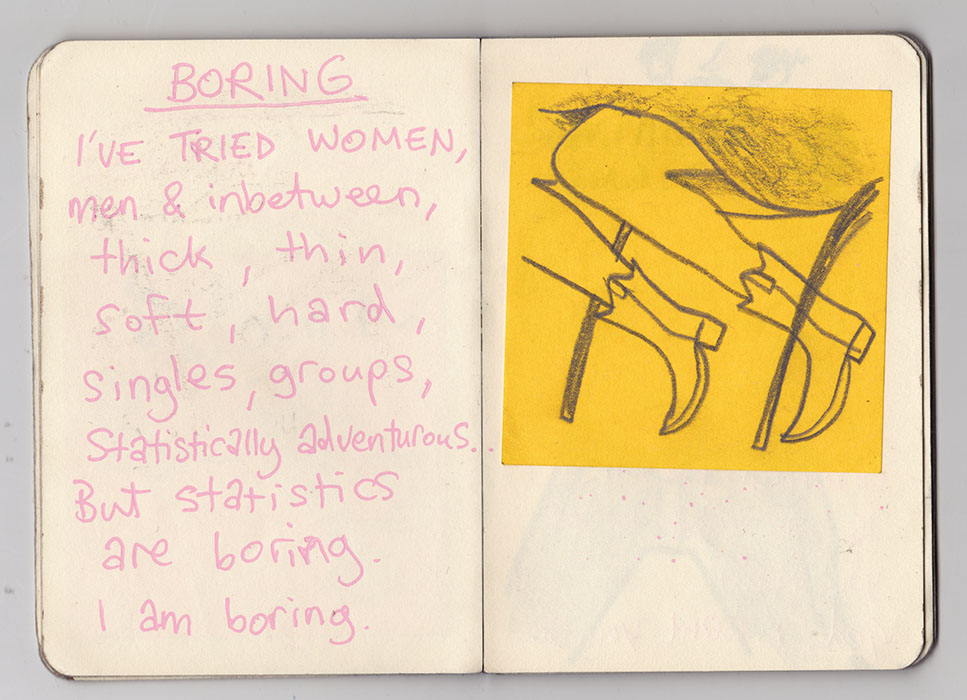 BORING
I'VE TRIED WOMEN,
men & inbetween,
thick, thin,
soft, hard,
singles, groups,
Statistically adventurous...
But statistics
are boring.
I am boring.